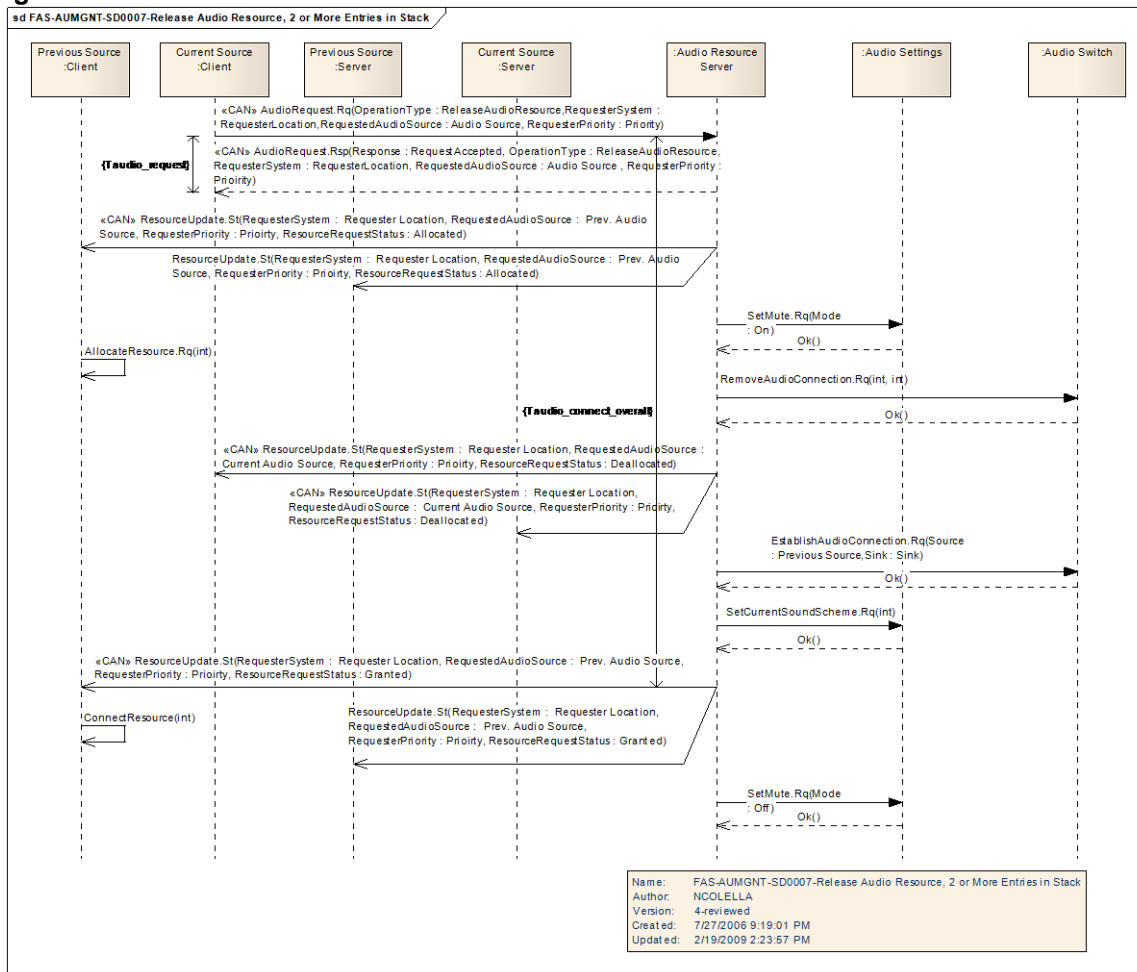 sd FAS-AUMGNT-SD0007-Release Audio Resource, 2 or More Entries in Stack
Previous Source
:Client
Current Source
:Client
Previous Source
:Server
Current Source
:Server
:Audio Resource
Server
:Audio Settings
:Audio Switch
«CAN» AudioRequest.Rq(OperationType : ReleaseAudioResource,RequesterSystem :
RequesterLocation,RequestedAudioSource : Audio Source, RequesterPriority : Priority)
{Taudio_request}
«CAN» AudioRequest.Rsp(Response : RequestAccepted, OperationType : ReleaseAudioResource,
RequesterSystem : RequesterLocation, RequestedAudioSource : Audio Source , RequesterPriority :
Prioirity)
«CAN» ResourceUpdate.St(RequesterSystem : Requester Location, RequestedAudioSource : Prev. Audio
Source, RequesterPriority : Prioirty, ResourceRequestStatus : Allocated)
ResourceUpdate.St(RequesterSystem : Requester Location, RequestedAudioSource : Prev. Audio
Source, RequesterPriority : Prioirty, ResourceRequestStatus : Allocated)
SetMute.Rq(Mode
: On)
Ok()
AllocateResource.Rq(int)
RemoveAudioConnection.Rq(int, int)
{Taudio_connect_overall}
Ok()
«CAN» ResourceUpdate.St(RequesterSystem : Requester Location, RequestedAudioSource :
Current Audio Source, RequesterPriority : Prioirty, ResourceRequestStatus : Deallocated)
«CAN» ResourceUpdate.St(RequesterSystem : Requester Location,
RequestedAudioSource : Current Audio Source, RequesterPriority : Prioirty,
ResourceRequestStatus : Deallocated)
EstablishAudioConnection.Rq(Source
: Previous Source,Sink : Sink)
Ok()
SetCurrentSoundScheme.Rq(int)
Ok()
«CAN» ResourceUpdate.St(RequesterSystem : Requester Location, RequestedAudioSource : Prev. Audio Source,
RequesterPriority : Prioirty, ResourceRequestStatus : Granted)
ConnectResource(int)
ResourceUpdate.St(RequesterSystem : Requester Location,
RequestedAudioSource : Prev. Audio Source,
RequesterPriority : Prioirty, ResourceRequestStatus : Granted)
SetMute.Rq(Mode
: Off)
Ok()
Name: FAS-AUMGNT-SD0007-Release Audio Resource, 2 or More Entries in Stack
Author: NCOLELLA
Version: 4-reviewed
Created: 7/27/2006 9:19:01 PM
Updated: 2/19/2009 2:23:57 PM